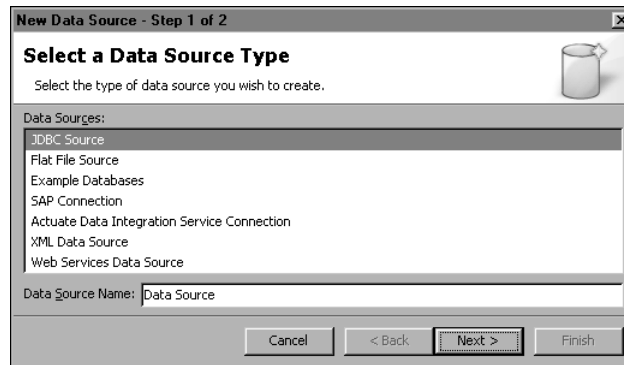 New Data Source - Step 1 of 2
Select a Data Source Type
Select the type of data source you wish to create.
Data Sources:
JDBC Source
Flat File Source
Example Databases
SAP Connection
Actuate Data Integration Service Connection
XML Data Source
Web Services Data Source
Data Source Name: Data Source
Cancel < Back Next > Finish